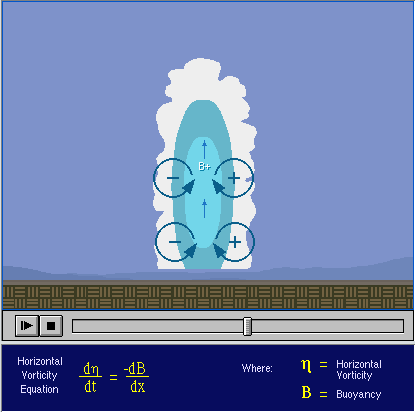 B+
− +
− +
Horizontal
Vorticity
Equation
dη/dt = -dB/dx
Where:
η = Horizontal
Vorticity
B = Buoyancy